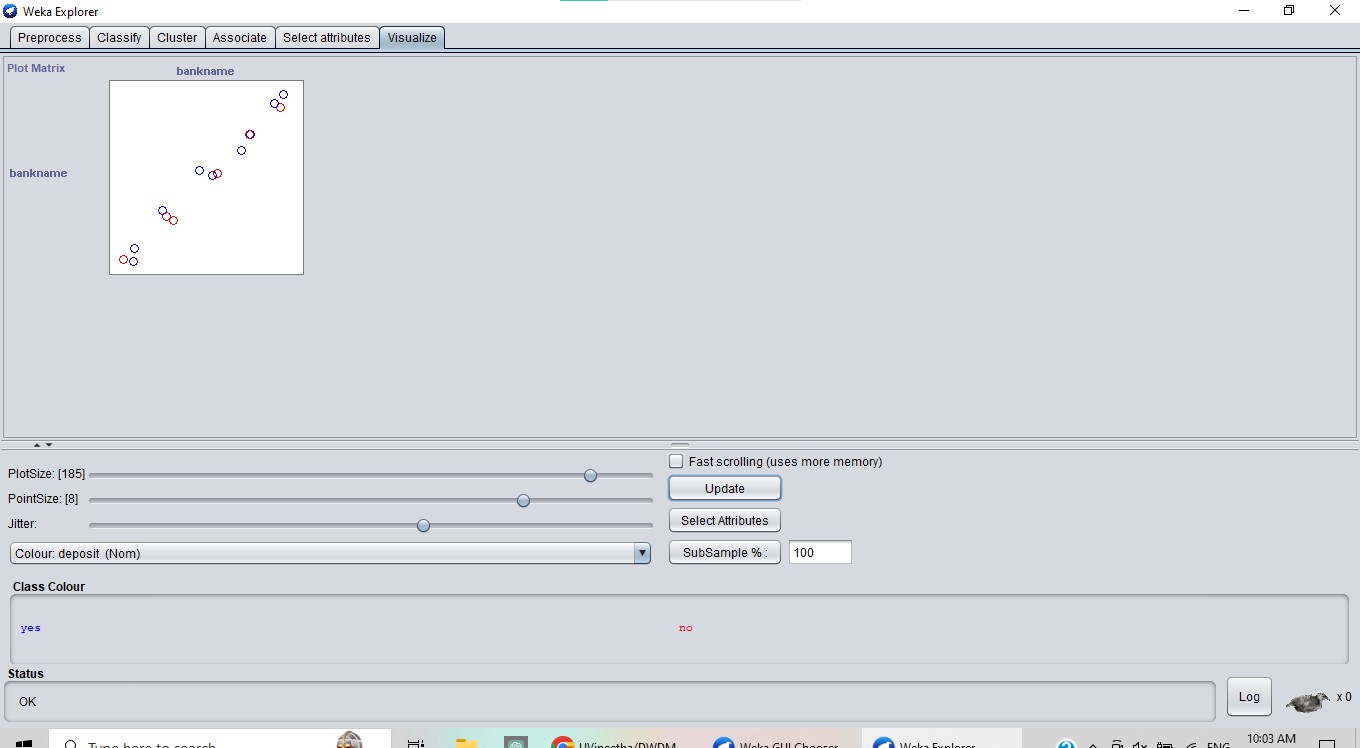 Weka Explorer
Preprocess Classify Cluster Associate Select attributes Visualize
Plot Matrix
bankname
bankname
PlotSize: [185]
PointSize: [8]
Jitter:
Colour: deposit (Nom)
Fast scrolling (uses more memory)
Update
Select Attributes
SubSample % : 100
Class Colour
yes no
Status
OK
Log x 0
Type here to search UVineetha/DWDM Weka GUI Chooser Weka Explorer ENG 10:03 AM